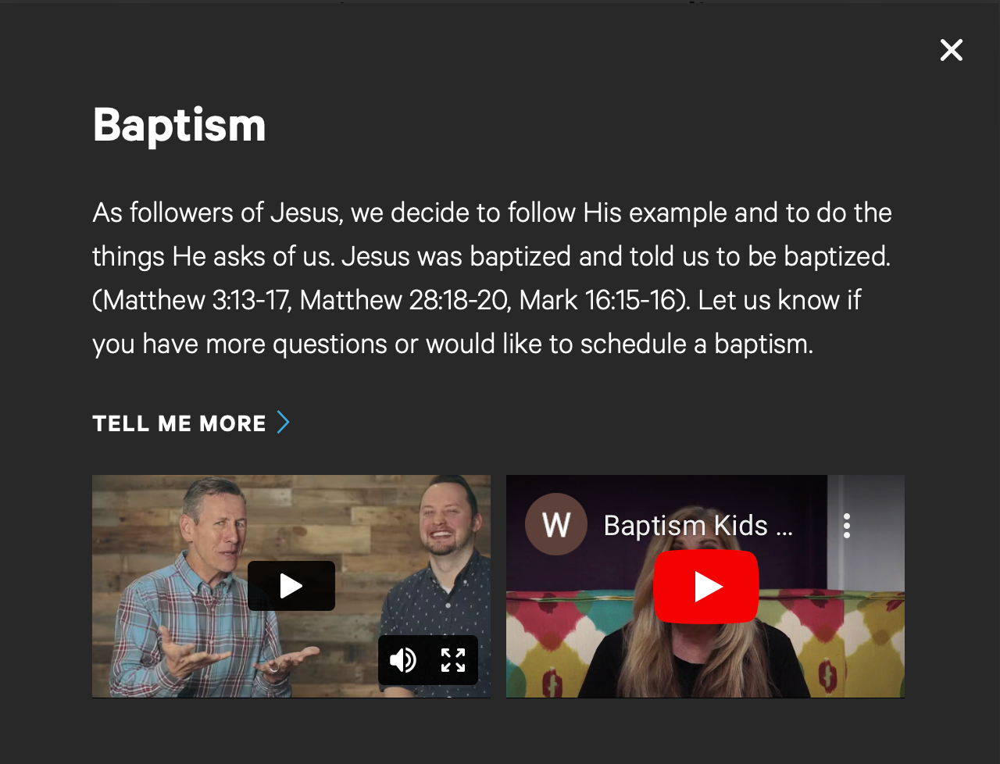 Baptism
As followers of Jesus, we decide to follow His example and to do the
things He asks of us. Jesus was baptized and told us to be baptized.
(Matthew 3:13-17, Matthew 28:18-20, Mark 16:15-16). Let us know if
you have more questions or would like to schedule a baptism.
TELL ME MORE
W Baptism Kids ...